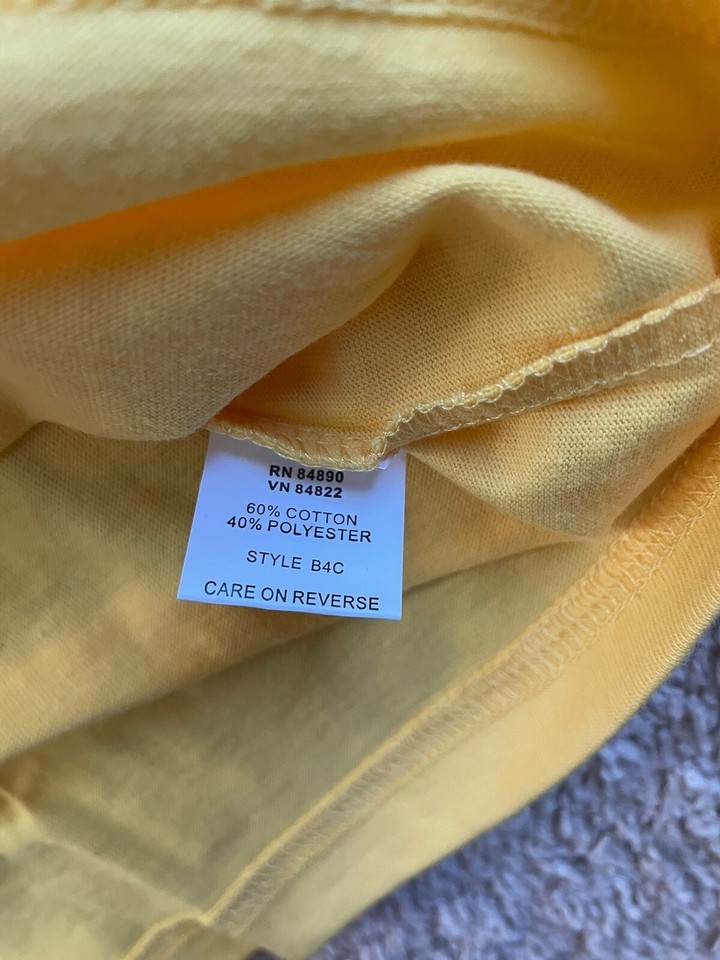 RN 84890
VN 84822
60% COTTON
40% POLYESTER
STYLE B4C
CARE ON REVERSE